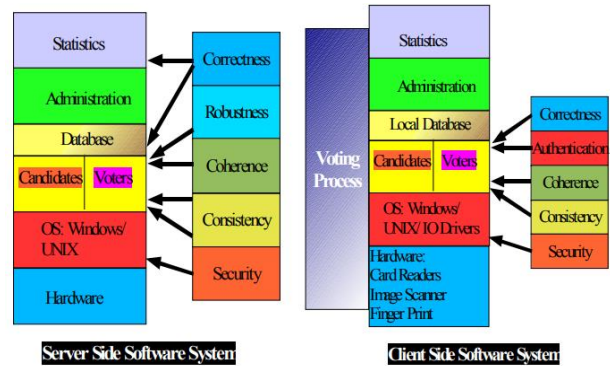 Statistics
Administration
Database
Candidates Voters
OS: Windows/
UNIX
Hardware
Correctness
Robustness
Coherence
Consistency
Security
Server Side Software System
Voting
Process
Statistics
Administration
Local Database
Candidates Voters
OS: Windows/
UNIX/ IO Drivers
Hardware:
Card Readers
Image Scanner
Finger Print
Correctness
Authentication
Coherence
Consistency
Security
Client Side Software System